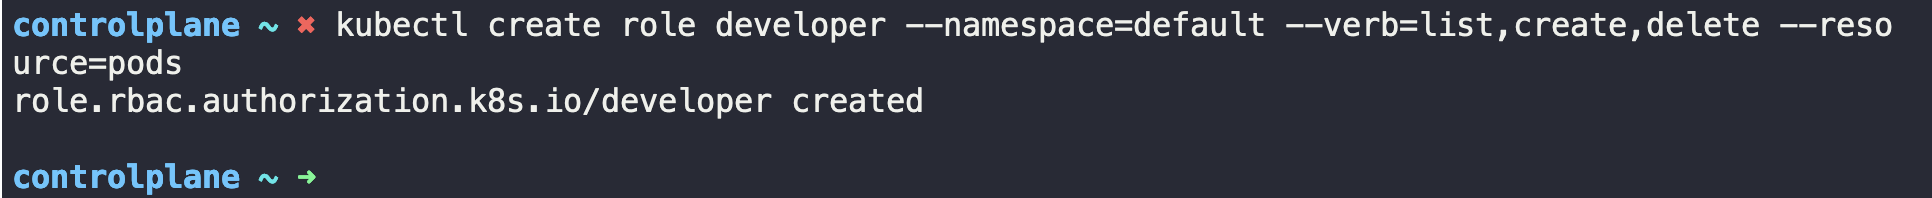 controlplane ~ ✖ kubectl create role developer --namespace=default --verb=list,create,delete --reso
urce=pods
role.rbac.authorization.k8s.io/developer created
controlplane ~ ➜